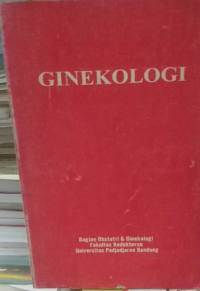 GINEKOLOGI
Bagian Obstetri & Ginekologi
Fakultas Kedokteran
Universitas Padjadjaran Bandung